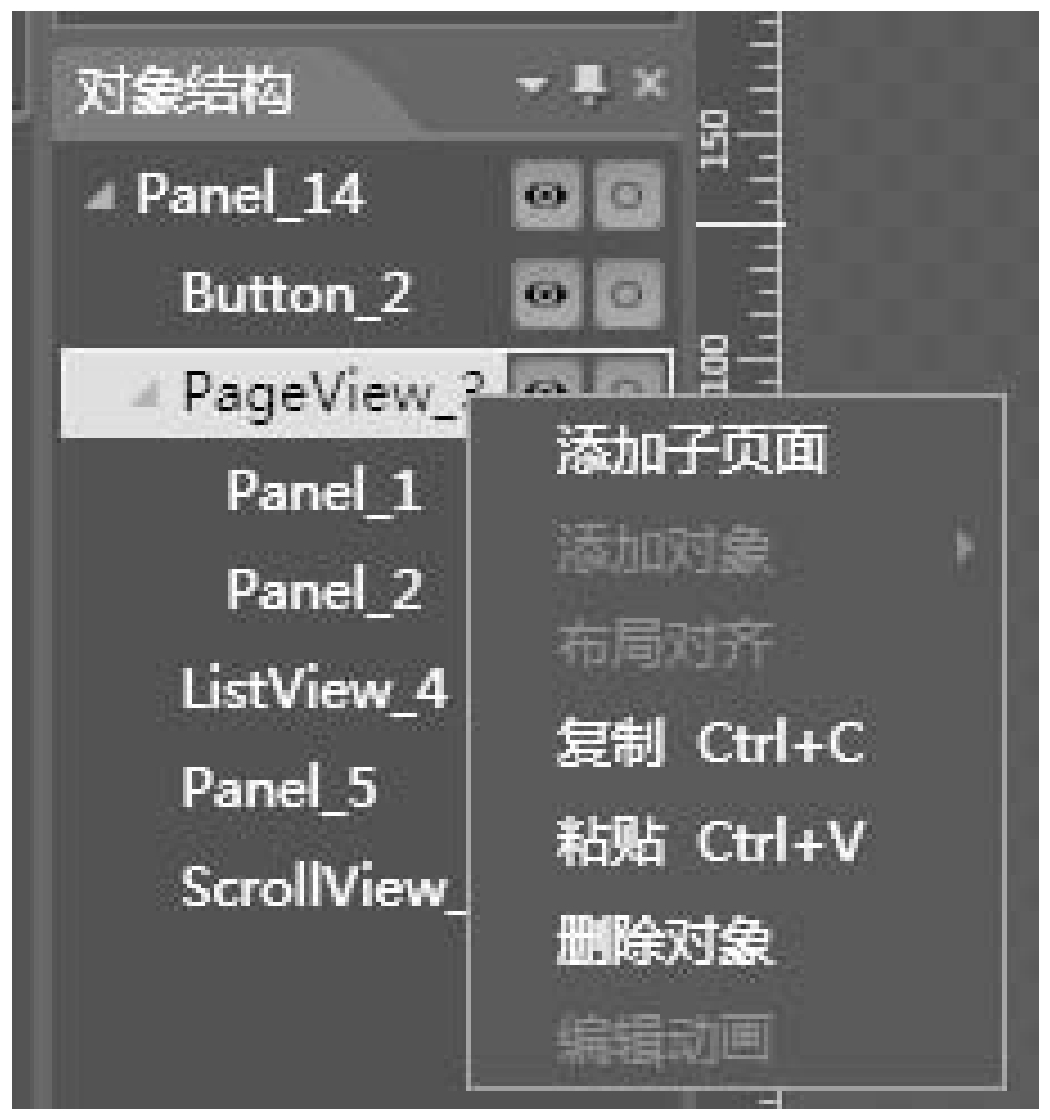 对象结构
Panel_14
Button_2
PageView_3
Panel_1
Panel_2
ListView_4
Panel_5
ScrollView_
添加子页面
添加对象
布局对齐
复制 Ctrl+C
粘贴 Ctrl+V
删除对象
编辑动画
150
100